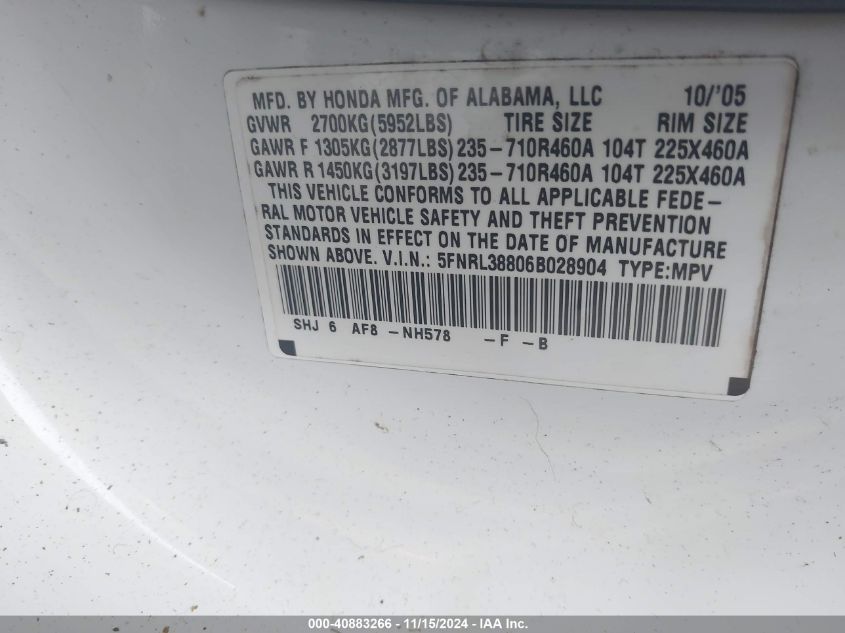 MFD. BY HONDA MFG. OF ALABAMA, LLC 10/'05
GVWR 2700KG(5952LBS) TIRE SIZE RIM SIZE
GAWR F 1305KG(2877LBS)235-710R460A 104T 225X460A
GAWR R 1450KG(3197LBS)235-710R460A 104T 225X460A
THIS VEHICLE CONFORMS TO ALL APPLICABLE FEDE-
RAL MOTOR VEHICLE SAFETY AND THEFT PREVENTION
STANDARDS IN EFFECT ON THE DATE OF MANUFACTURE
SHOWN ABOVE. V.I.N.: 5FNRL38806B028904 TYPE:MPV
SHJ 6 AF8 -NH578 -F -B
000-40883266 - 11/15/2024 - IAA Inc.